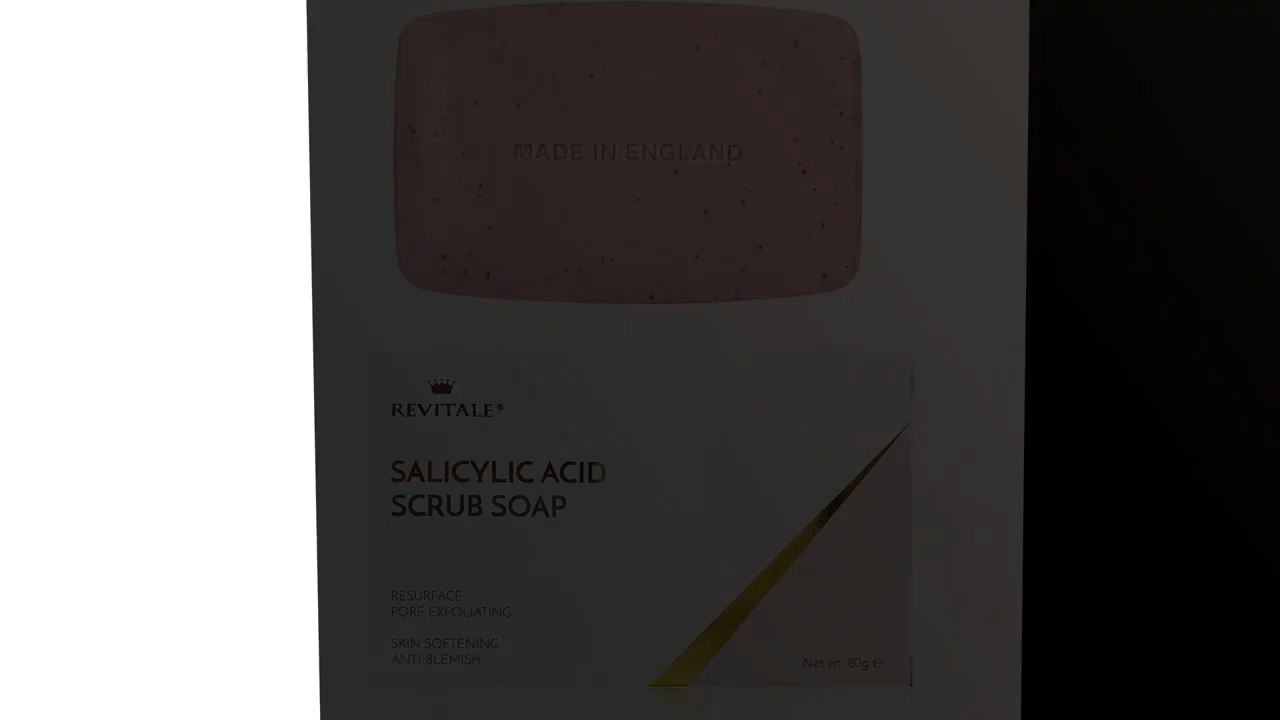 MADE IN ENGLAND
REVITALE®
SALICYLIC ACID
SCRUB SOAP
RESURFACE
PORE EXFOLIATING
SKIN SOFTENING
ANTI-BLEMISH
Net wt. 80g ℮